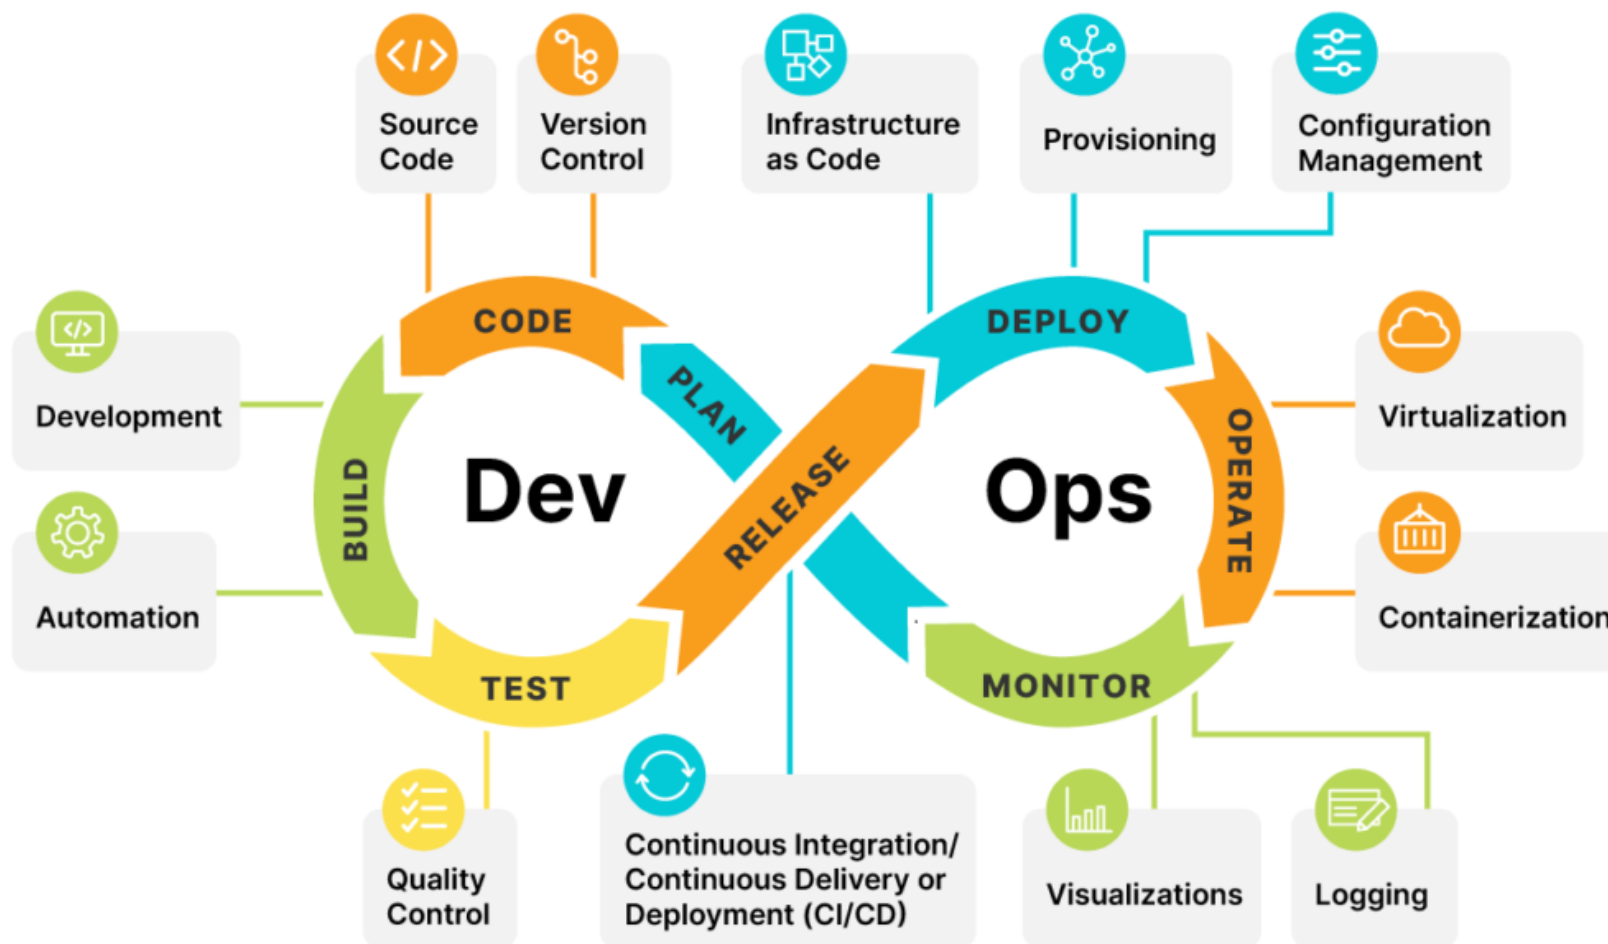 Source
Code
Version
Control
Infrastructure
as Code
Provisioning
Configuration
Management
CODE
DEPLOY
PLAN
Development
Virtualization
BUILD
Dev
RELEASE
Ops
OPERATE
Automation
Containerization
TEST
MONITOR
Quality
Control
Continuous Integration/
Continuous Delivery or
Deployment (CI/CD)
Visualizations
Logging